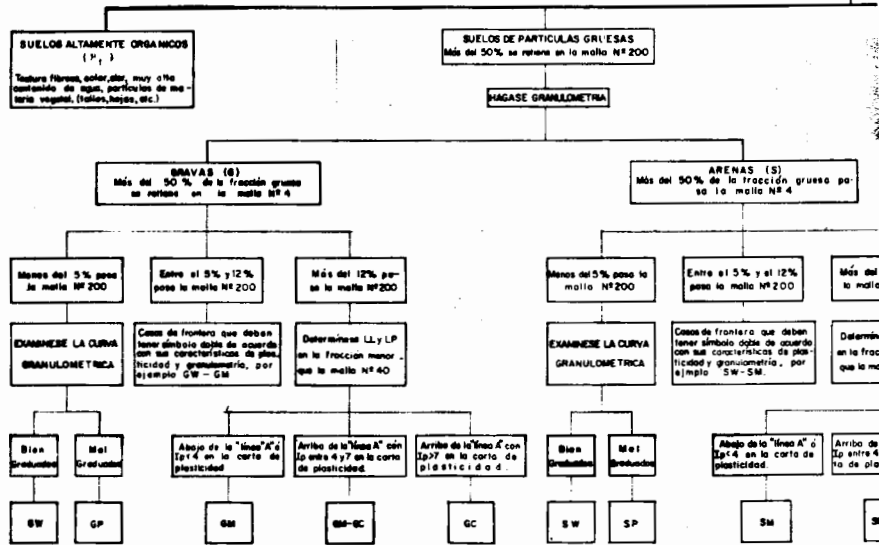 SUELOS ALTAMENTE ORGANICOS
(Pt)
Textura fibrosa, color, olor, muy alto
contenido de agua, partículas de ma-
teria vegetal, (tallos, hojas, etc.)
SUELOS DE PARTICULAS GRUESAS
Más del 50% se retiene en la malla Nº 200
HAGASE GRANULOMETRIA
GRAVAS (G)
Más del 50 % de la fracción gruesa
se retiene en la malla Nº 4
ARENAS (S)
Más del 50% de la fracción gruesa pa-
sa la malla Nº 4
Menos del 5% pasa
la malla Nº 200
Entre el 5% y 12%
pasa la malla Nº 200
Más del 12% pa-
sa la malla Nº 200
Menos del 5% pasa la
malla Nº 200
Entre el 5% y el 12%
pasa la malla Nº 200
Más del
la malla
EXAMINESE LA CURVA
GRANULOMETRICA
Casos de frontera que deben
tener símbolo doble de acuerdo
con sus características de plas-
ticidad y granulometría, por
ejemplo GW-GM
Determínese LL y LP
en la fracción menor
que la malla Nº 40
EXAMINESE LA CURVA
GRANULOMETRICA
Casos de frontera que deben
tener símbolo doble de acuerdo
con sus características de plas-
ticidad y granulometría, por
ejmplo SW-SM.
Determín
en la frac
que la ma
Bien
Graduados
Mal
Graduados
Abajo de la "línea A" ó
Ip<4 en la carta de
plasticidad
Arriba de la "línea A" con
Ip entre 4 y 7 en la carta
de plasticidad.
Arriba de la "línea A" con
Ip>7 en la carta de
plasticidad.
Bien
Graduados
Mal
Graduados
Abajo de la "línea A" ó
Ip<4 en la carta de
plasticidad.
Arriba de
Ip entre 4
ta de pla
GW
GP
GM
GM-GC
GC
SW
SP
SM